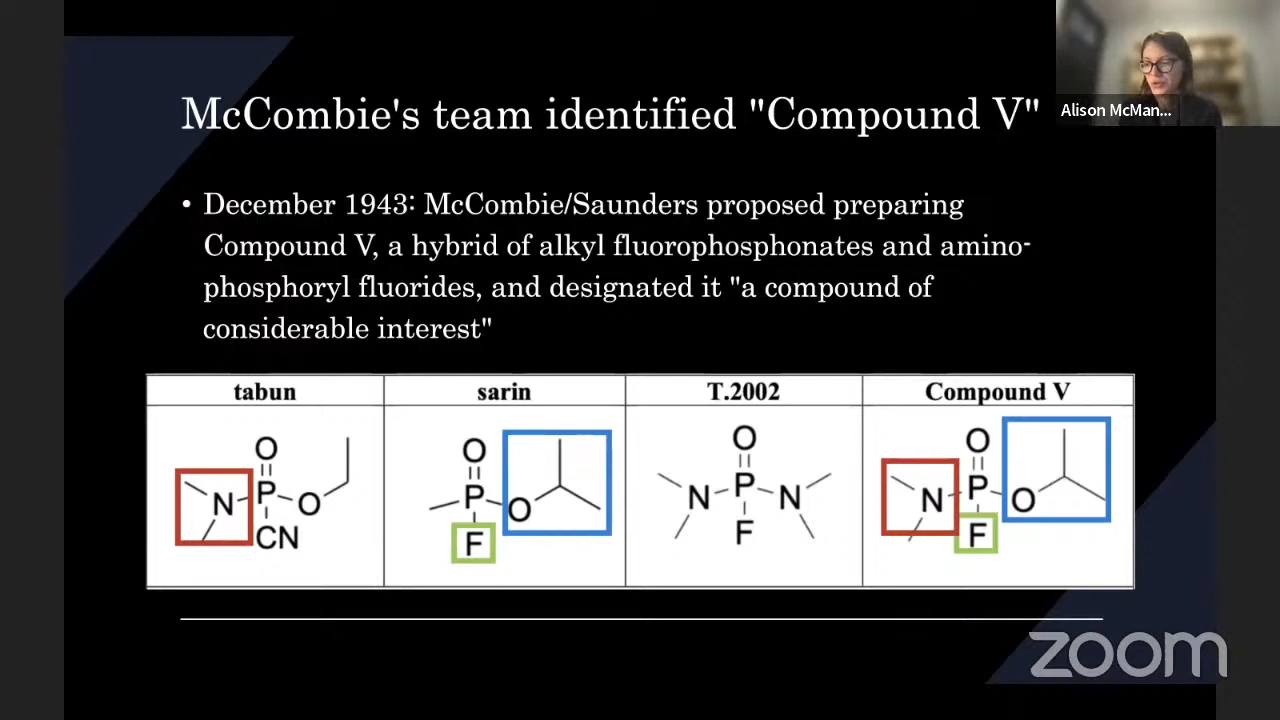 McCombie's team identified "Compound V"
Alison McMan...
• December 1943: McCombie/Saunders proposed preparing
Compound V, a hybrid of alkyl fluorophosphonates and amino-
phosphoryl fluorides, and designated it "a compound of
considerable interest"
tabun sarin T.2002 Compound V
O O O O
N P O P O N P N N P O
CN F F F
zoom